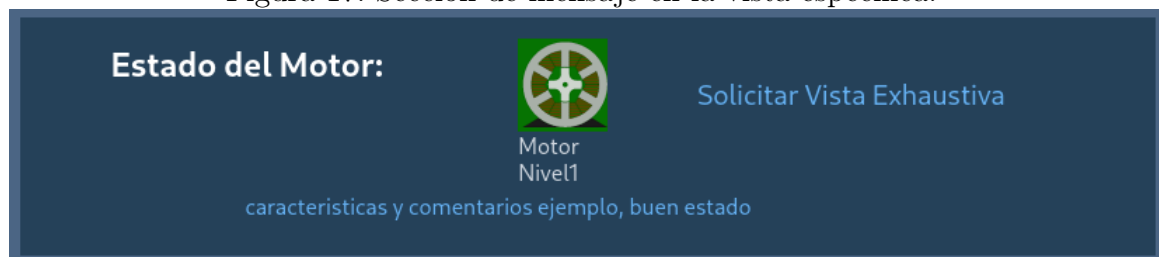 Estado del Motor:
Solicitar Vista Exhaustiva
Motor
Nivel1
caracteristicas y comentarios ejemplo, buen estado